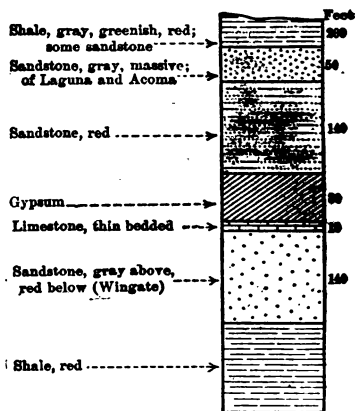 Feet
Shale, gray, greenish, red;
some sandstone
200
Sandstone, gray, massive;
of Laguna and Acoma
50
Sandstone, red
140
Gypsum
80
Limestone, thin bedded
10
Sandstone, gray above,
red below (Wingate)
140
Shale, red